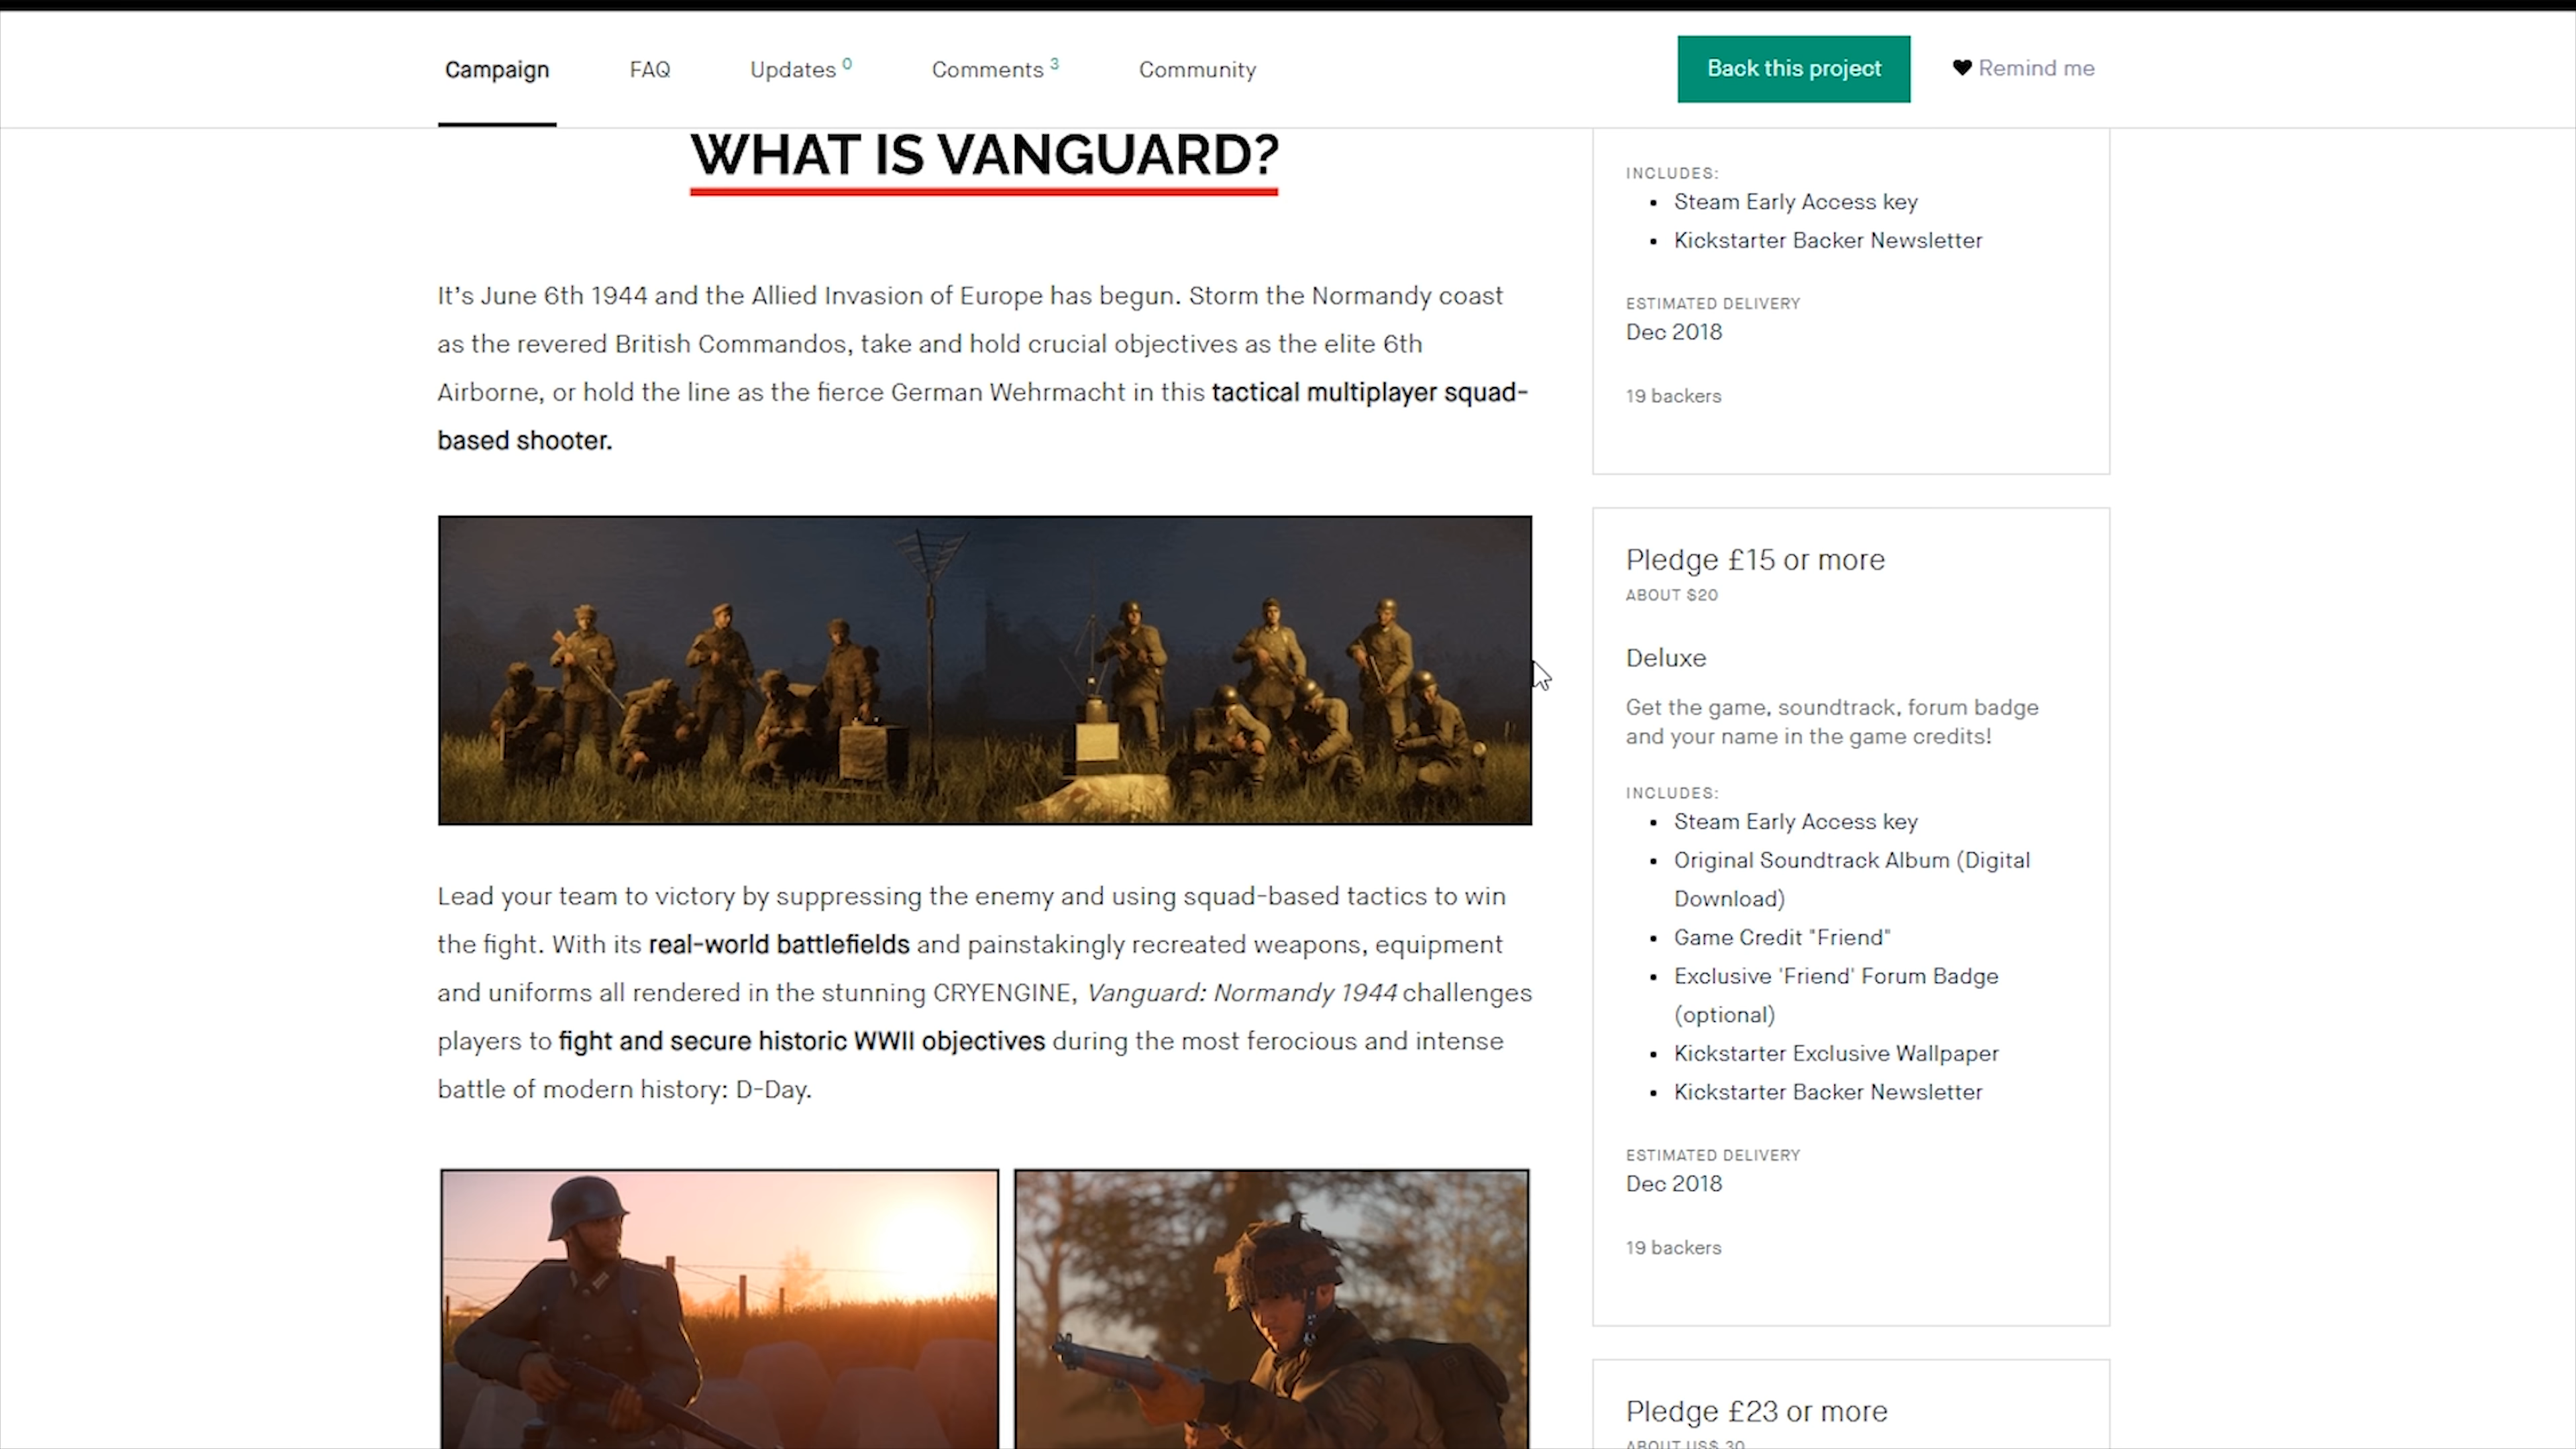 Campaign
FAQ
Updates 0
Comments 3
Community
Back this project
Remind me
WHAT IS VANGUARD?
It's June 6th 1944 and the Allied Invasion of Europe has begun. Storm the Normandy coast
as the revered British Commandos, take and hold crucial objectives as the elite 6th
Airborne, or hold the line as the fierce German Wehrmacht in this tactical multiplayer squad-
based shooter.
Lead your team to victory by suppressing the enemy and using squad-based tactics to win
the fight. With its real-world battlefields and painstakingly recreated weapons, equipment
and uniforms all rendered in the stunning CRYENGINE, Vanguard: Normandy 1944 challenges
players to fight and secure historic WWII objectives during the most ferocious and intense
battle of modern history: D-Day.
INCLUDES:
• Steam Early Access key
• Kickstarter Backer Newsletter
ESTIMATED DELIVERY
Dec 2018
19 backers
Pledge £15 or more
ABOUT $20
Deluxe
Get the game, soundtrack, forum badge
and your name in the game credits!
INCLUDES:
• Steam Early Access key
• Original Soundtrack Album (Digital
Download)
• Game Credit "Friend"
• Exclusive 'Friend' Forum Badge
(optional)
• Kickstarter Exclusive Wallpaper
• Kickstarter Backer Newsletter
ESTIMATED DELIVERY
Dec 2018
19 backers
Pledge £23 or more
ABOUT US$ 30